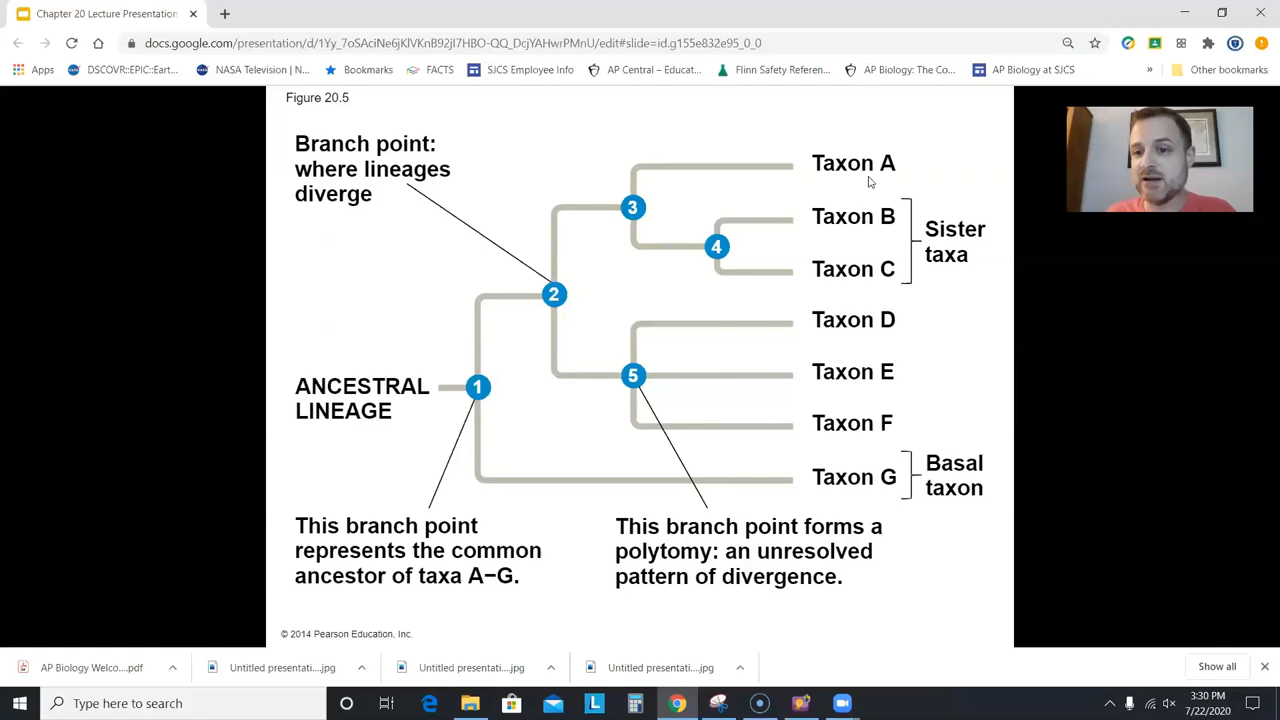 Chapter 20 Lecture Presentation
docs.google.com/presentation/d/1Yy_7oSAciNe6jKlVKnB92iI7HBO-QQ_DcjYAHwrPMnU/edit#slide=id.g155e832e95_0_0
Apps DSCOVR::EPIC::Eart... NASA Television | N... Bookmarks FACTS SJCS Employee Info AP Central – Educat... Flinn Safety Referen... AP Biology: The Co... AP Biology at SJCS » Other bookmarks
Figure 20.5
Branch point:
where lineages
diverge
Taxon A
3
Taxon B
Sister
taxa
4
Taxon C
2
Taxon D
5
Taxon E
ANCESTRAL
LINEAGE
1
Taxon F
Taxon G
Basal
taxon
This branch point
represents the common
ancestor of taxa A–G.
This branch point forms a
polytomy: an unresolved
pattern of divergence.
© 2014 Pearson Education, Inc.
AP Biology Welco....pdf Untitled presentati...jpg Untitled presentati...jpg Untitled presentati...jpg Show all
Type here to search
L
3:30 PM
7/22/2020